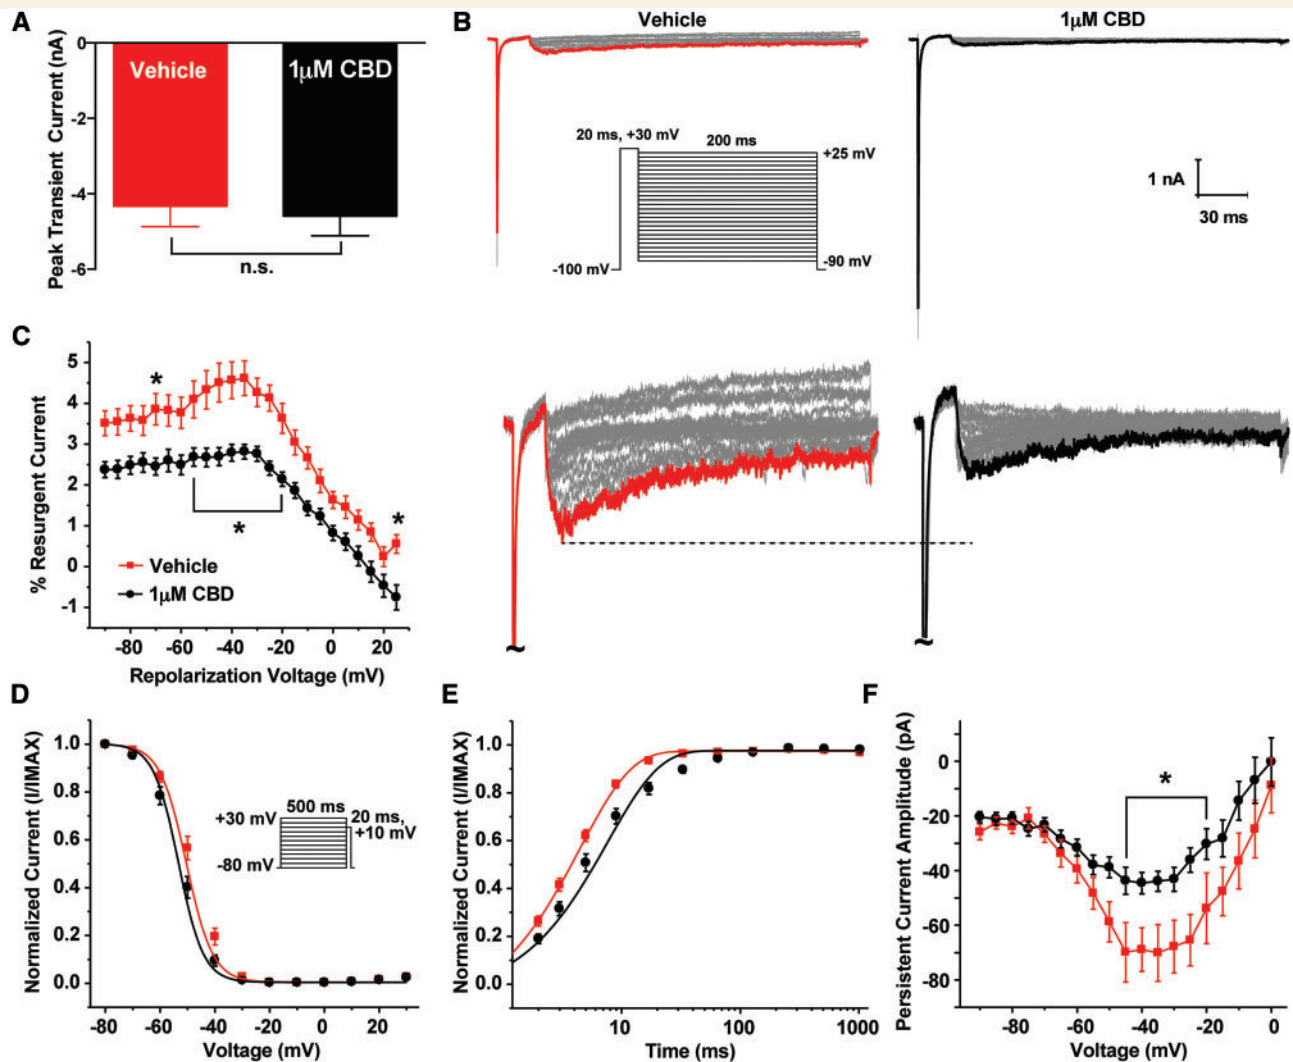 A
Peak Transient Current (nA)
0
-2
-4
-6
Vehicle
1µM CBD
n.s.
B
Vehicle
1µM CBD
20 ms, +30 mV
200 ms
+25 mV
-100 mV
-90 mV
1 nA
30 ms
~
~
C
% Resurgent Current
5
4
3
2
1
0
-1
*
*
*
Vehicle
1µM CBD
-80 -60 -40 -20 0 20
Repolarization Voltage (mV)
D
Normalized Current (I/IMAX)
1.0
0.8
0.6
0.4
0.2
0.0
+30 mV
500 ms
20 ms,
+10 mV
-80 mV
-80 -60 -40 -20 0 20
Voltage (mV)
E
Normalized Current (I/IMAX)
1.0
0.8
0.6
0.4
0.2
0.0
10 100 1000
Time (ms)
F
Persistent Current Amplitude (pA)
0
-20
-40
-60
-80
*
-80 -60 -40 -20 0
Voltage (mV)